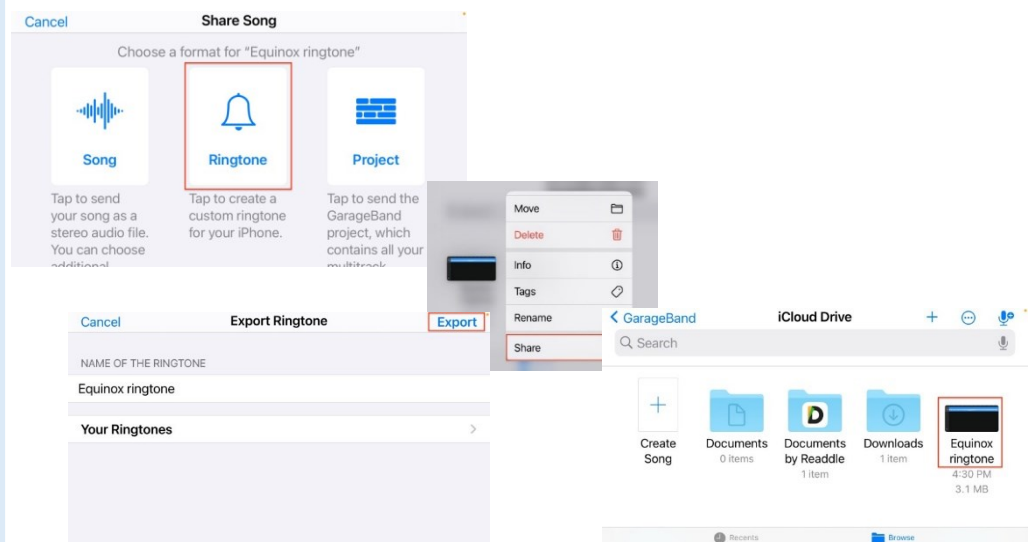 Cancel
Share Song
Choose a format for "Equinox ringtone"
Song
Ringtone
Project
Tap to send
your song as a
stereo audio file.
You can choose
additional
Tap to create a
custom ringtone
for your iPhone.
Tap to send the
GarageBand
project, which
contains all your
multitrack
Move
Delete
Info
Tags
Rename
Share
Cancel
Export Ringtone
Export
NAME OF THE RINGTONE
Equinox ringtone
Your Ringtones
GarageBand
iCloud Drive
Search
Create
Song
Documents
0 items
Documents
by Readdle
1 item
Downloads
1 item
Equinox
ringtone
4:30 PM
3.1 MB
Recents
Browse